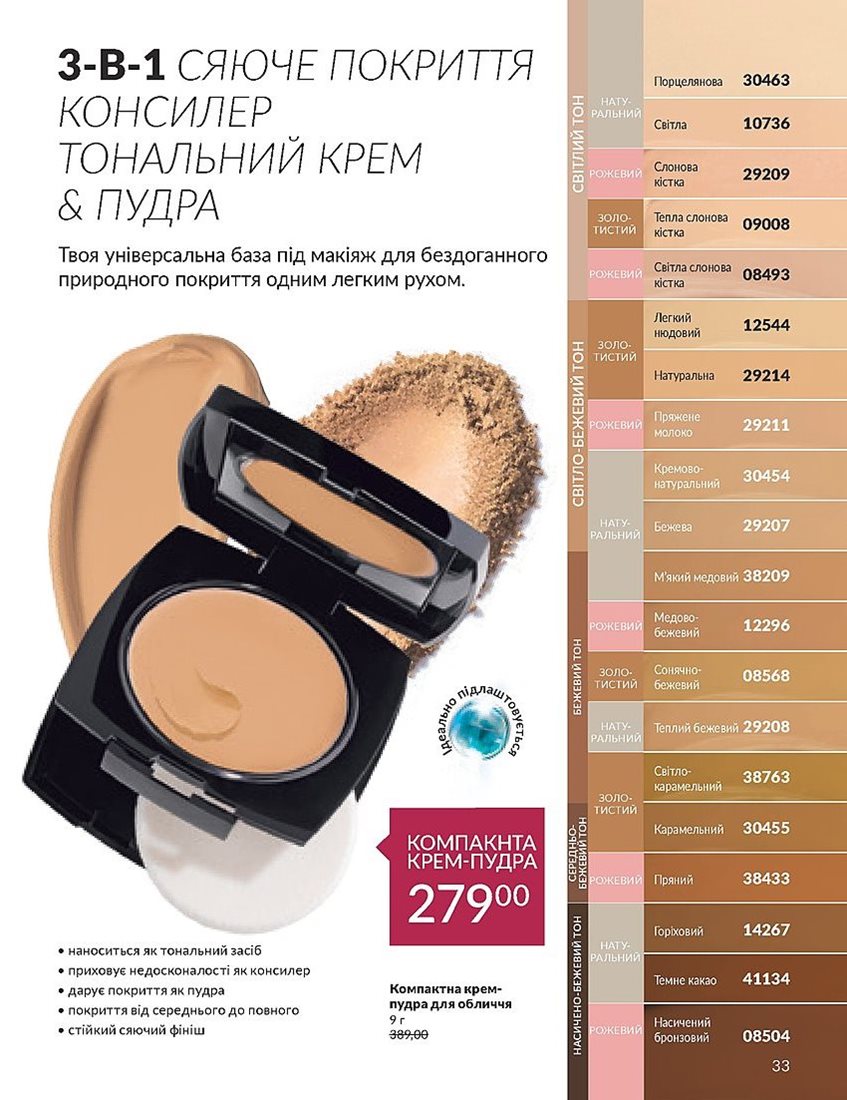 3-В-1 СЯЮЧЕ ПОКРИТТЯ
КОНСИЛЕР
ТОНАЛЬНИЙ КРЕМ
& ПУДРА
Твоя універсальна база під макіяж для бездоганного
природного покриття одним легким рухом.
Ідеально підлаштовується
КОМПАКНТА
КРЕМ-ПУДРА
279⁰⁰
• наноситься як тональний засіб
• приховує недосконалості як консилер
• дарує покриття як пудра
• покриття від середнього до повного
• стійкий сяючий фініш
Компактна крем-
пудра для обличчя
9 г
389,00
СВІТЛИЙ ТОН
НАТУ-
РАЛЬНИЙ
Порцелянова 30463
Світла 10736
РОЖЕВИЙ
Слонова
кістка 29209
ЗОЛО-
ТИСТИЙ
Тепла слонова
кістка 09008
РОЖЕВИЙ
Світла слонова
кістка 08493
СВІТЛО-БЕЖЕВИЙ ТОН
ЗОЛО-
ТИСТИЙ
Легкий
нюдовий 12544
Натуральна 29214
РОЖЕВИЙ
Пряжене
молоко 29211
НАТУ-
РАЛЬНИЙ
Кремово-
натуральний 30454
Бежева 29207
БЕЖЕВИЙ ТОН
М'який медовий 38209
РОЖЕВИЙ
Медово-
бежевий 12296
ЗОЛО-
ТИСТИЙ
Сонячно-
бежевий 08568
НАТУ-
РАЛЬНИЙ
Теплий бежевий 29208
ЗОЛО-
ТИСТИЙ
Світло-
карамельний 38763
СЕРЕДНЬО-
БЕЖЕВИЙ ТОН
Карамельний 30455
РОЖЕВИЙ
Пряний 38433
НАСИЧЕНО-БЕЖЕВИЙ ТОН
НАТУ-
РАЛЬНИЙ
Горіховий 14267
Темне какао 41134
РОЖЕВИЙ
Насичений
бронзовий 08504
33